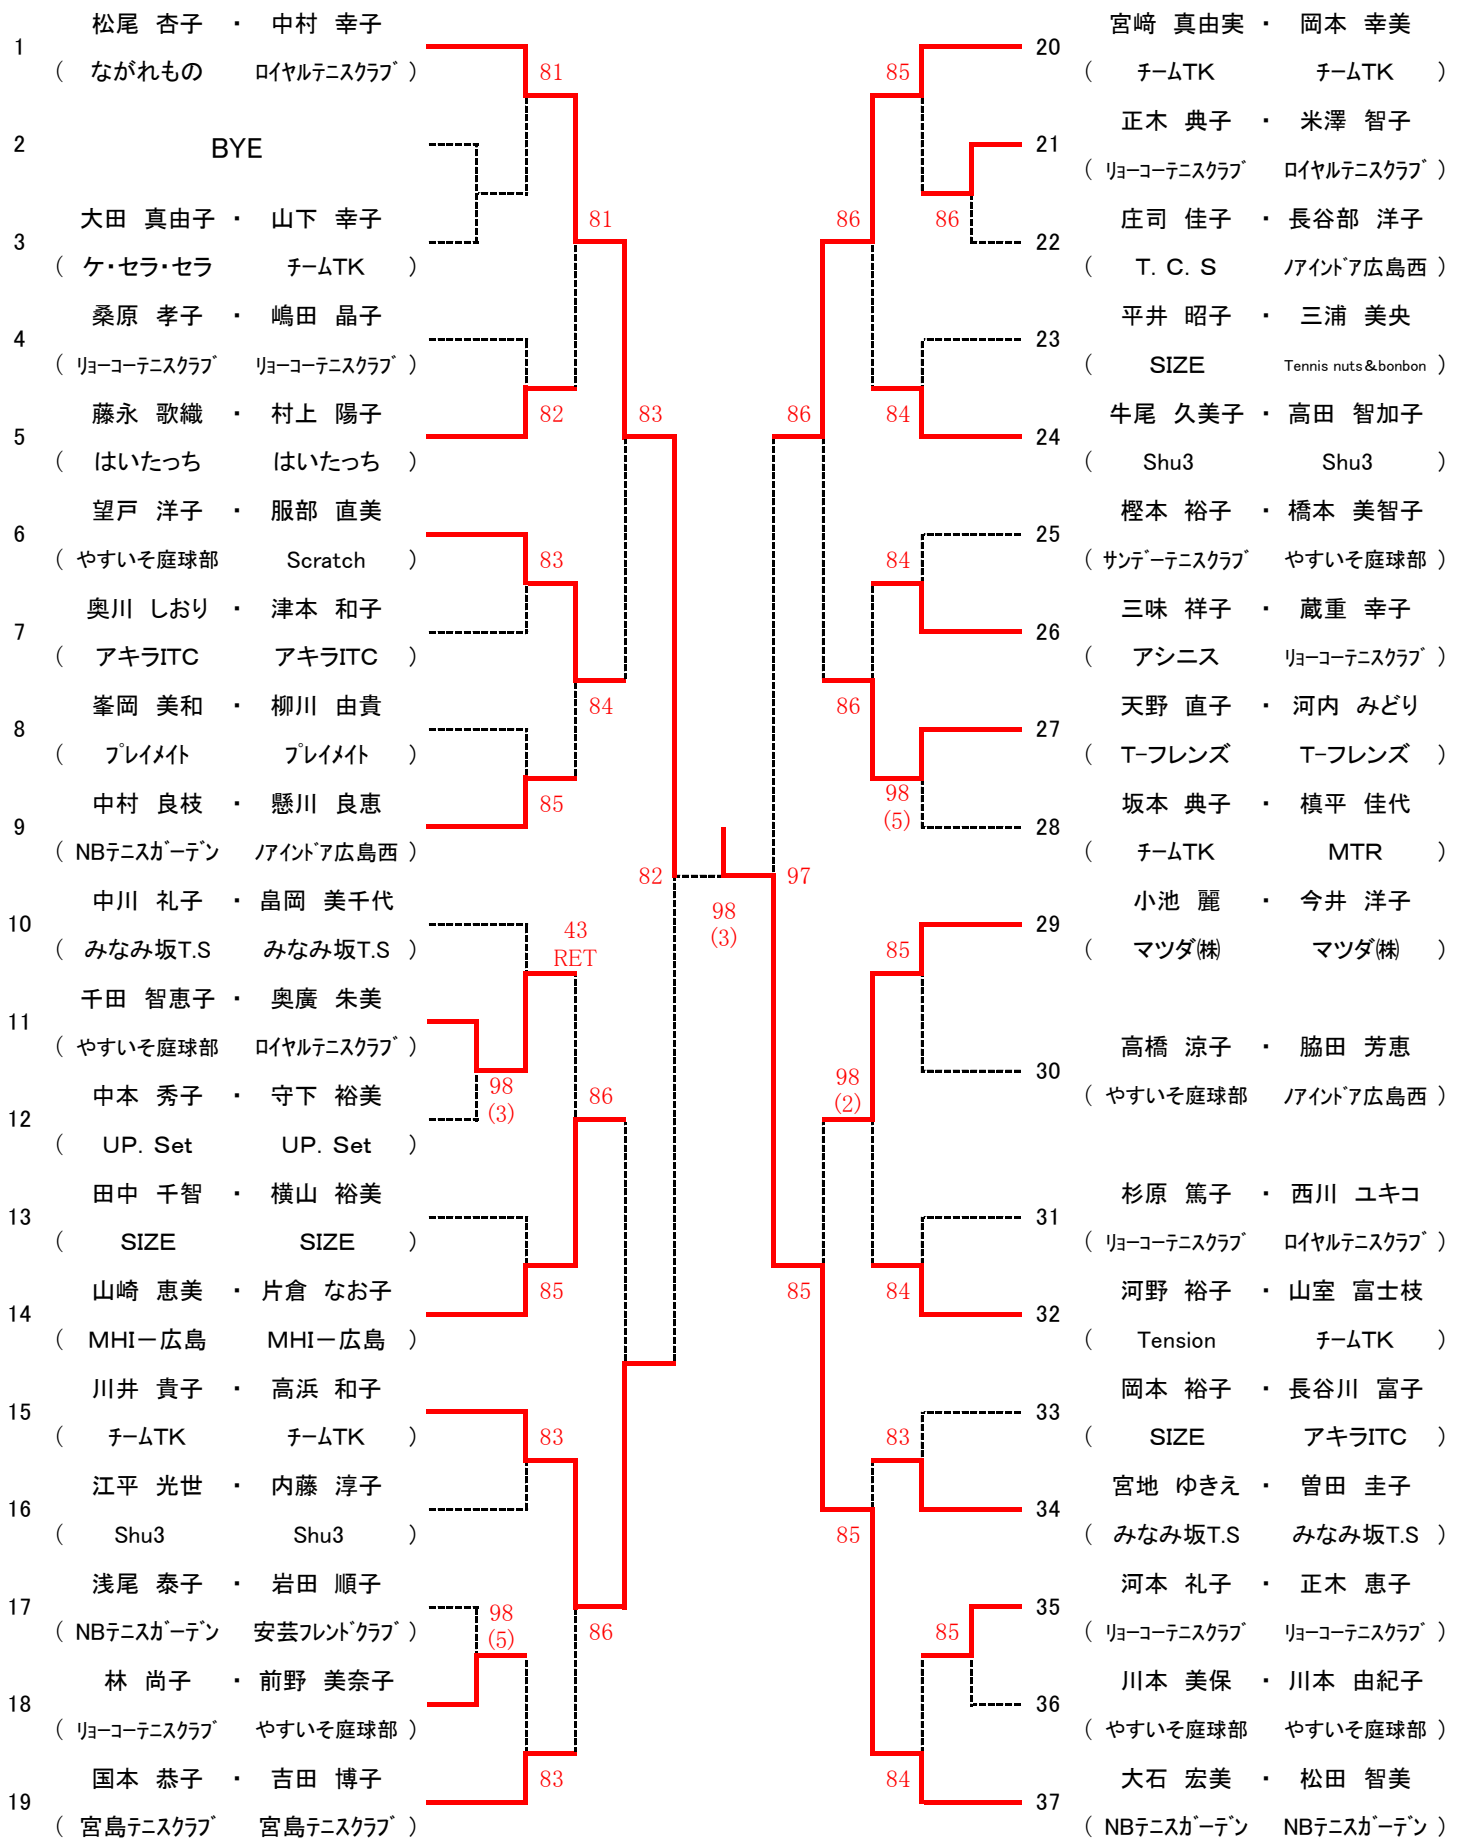 1 松尾 杏子 ・ 中村 幸子
( ながれもの ロイヤルテニスクラブ )
81
2 BYE
3 大田 真由子 ・ 山下 幸子
( ケ・セラ・セラ チームTK )
81
4 桑原 孝子 ・ 嶋田 晶子
( リョーコーテニスクラブ リョーコーテニスクラブ )
5 藤永 歌織 ・ 村上 陽子
( はいたっち はいたっち )
82
83
6 望戸 洋子 ・ 服部 直美
( やすいそ庭球部 Scratch )
83
7 奥川 しおり ・ 津本 和子
( アキラITC アキラITC )
84
8 峯岡 美和 ・ 柳川 由貴
( プレイメイト プレイメイト )
9 中村 良枝 ・ 懸川 良恵
( NBテニスガーデン ノアインドア広島西 )
85
82
10 中川 礼子 ・ 畠岡 美千代
( みなみ坂T.S みなみ坂T.S )
43
RET
11 千田 智恵子 ・ 奥廣 朱美
( やすいそ庭球部 ロイヤルテニスクラブ )
98
(3)
12 中本 秀子 ・ 守下 裕美
( UP. Set UP. Set )
86
13 田中 千智 ・ 横山 裕美
( SIZE SIZE )
14 山崎 恵美 ・ 片倉 なお子
( MHI－広島 MHI－広島 )
85
15 川井 貴子 ・ 高浜 和子
( チームTK チームTK )
83
16 江平 光世 ・ 内藤 淳子
( Shu3 Shu3 )
17 浅尾 泰子 ・ 岩田 順子
( NBテニスガーデン 安芸フレンドクラブ )
98
(5)
86
18 林 尚子 ・ 前野 美奈子
( リョーコーテニスクラブ やすいそ庭球部 )
19 国本 恭子 ・ 吉田 博子
( 宮島テニスクラブ 宮島テニスクラブ )
83
98
(3)
20 宮﨑 真由実 ・ 岡本 幸美
( チームTK チームTK )
85
21 正木 典子 ・ 米澤 智子
( リョーコーテニスクラブ ロイヤルテニスクラブ )
86
86
22 庄司 佳子 ・ 長谷部 洋子
( T. C. S ノアインドア広島西 )
23 平井 昭子 ・ 三浦 美央
( SIZE Tennis nuts＆bonbon )
24 牛尾 久美子 ・ 高田 智加子
( Shu3 Shu3 )
86
84
25 樫本 裕子 ・ 橋本 美智子
( サンデーテニスクラブ やすいそ庭球部 )
84
26 三味 祥子 ・ 蔵重 幸子
( アシニス リョーコーテニスクラブ )
86
27 天野 直子 ・ 河内 みどり
( T-フレンズ T-フレンズ )
98
(5)
28 坂本 典子 ・ 槙平 佳代
( チームTK MTR )
97
29 小池 麗 ・ 今井 洋子
( マツダ㈱ マツダ㈱ )
85
30 高橋 涼子 ・ 脇田 芳恵
( やすいそ庭球部 ノアインドア広島西 )
98
(2)
31 杉原 篤子 ・ 西川 ユキコ
( リョーコーテニスクラブ ロイヤルテニスクラブ )
32 河野 裕子 ・ 山室 富士枝
( Tension チームTK )
85
84
33 岡本 裕子 ・ 長谷川 富子
( SIZE アキラITC )
83
34 宮地 ゆきえ ・ 曽田 圭子
( みなみ坂T.S みなみ坂T.S )
85
35 河本 礼子 ・ 正木 恵子
( リョーコーテニスクラブ リョーコーテニスクラブ )
85
36 川本 美保 ・ 川本 由紀子
( やすいそ庭球部 やすいそ庭球部 )
37 大石 宏美 ・ 松田 智美
( NBテニスガーデン NBテニスガーデン )
84